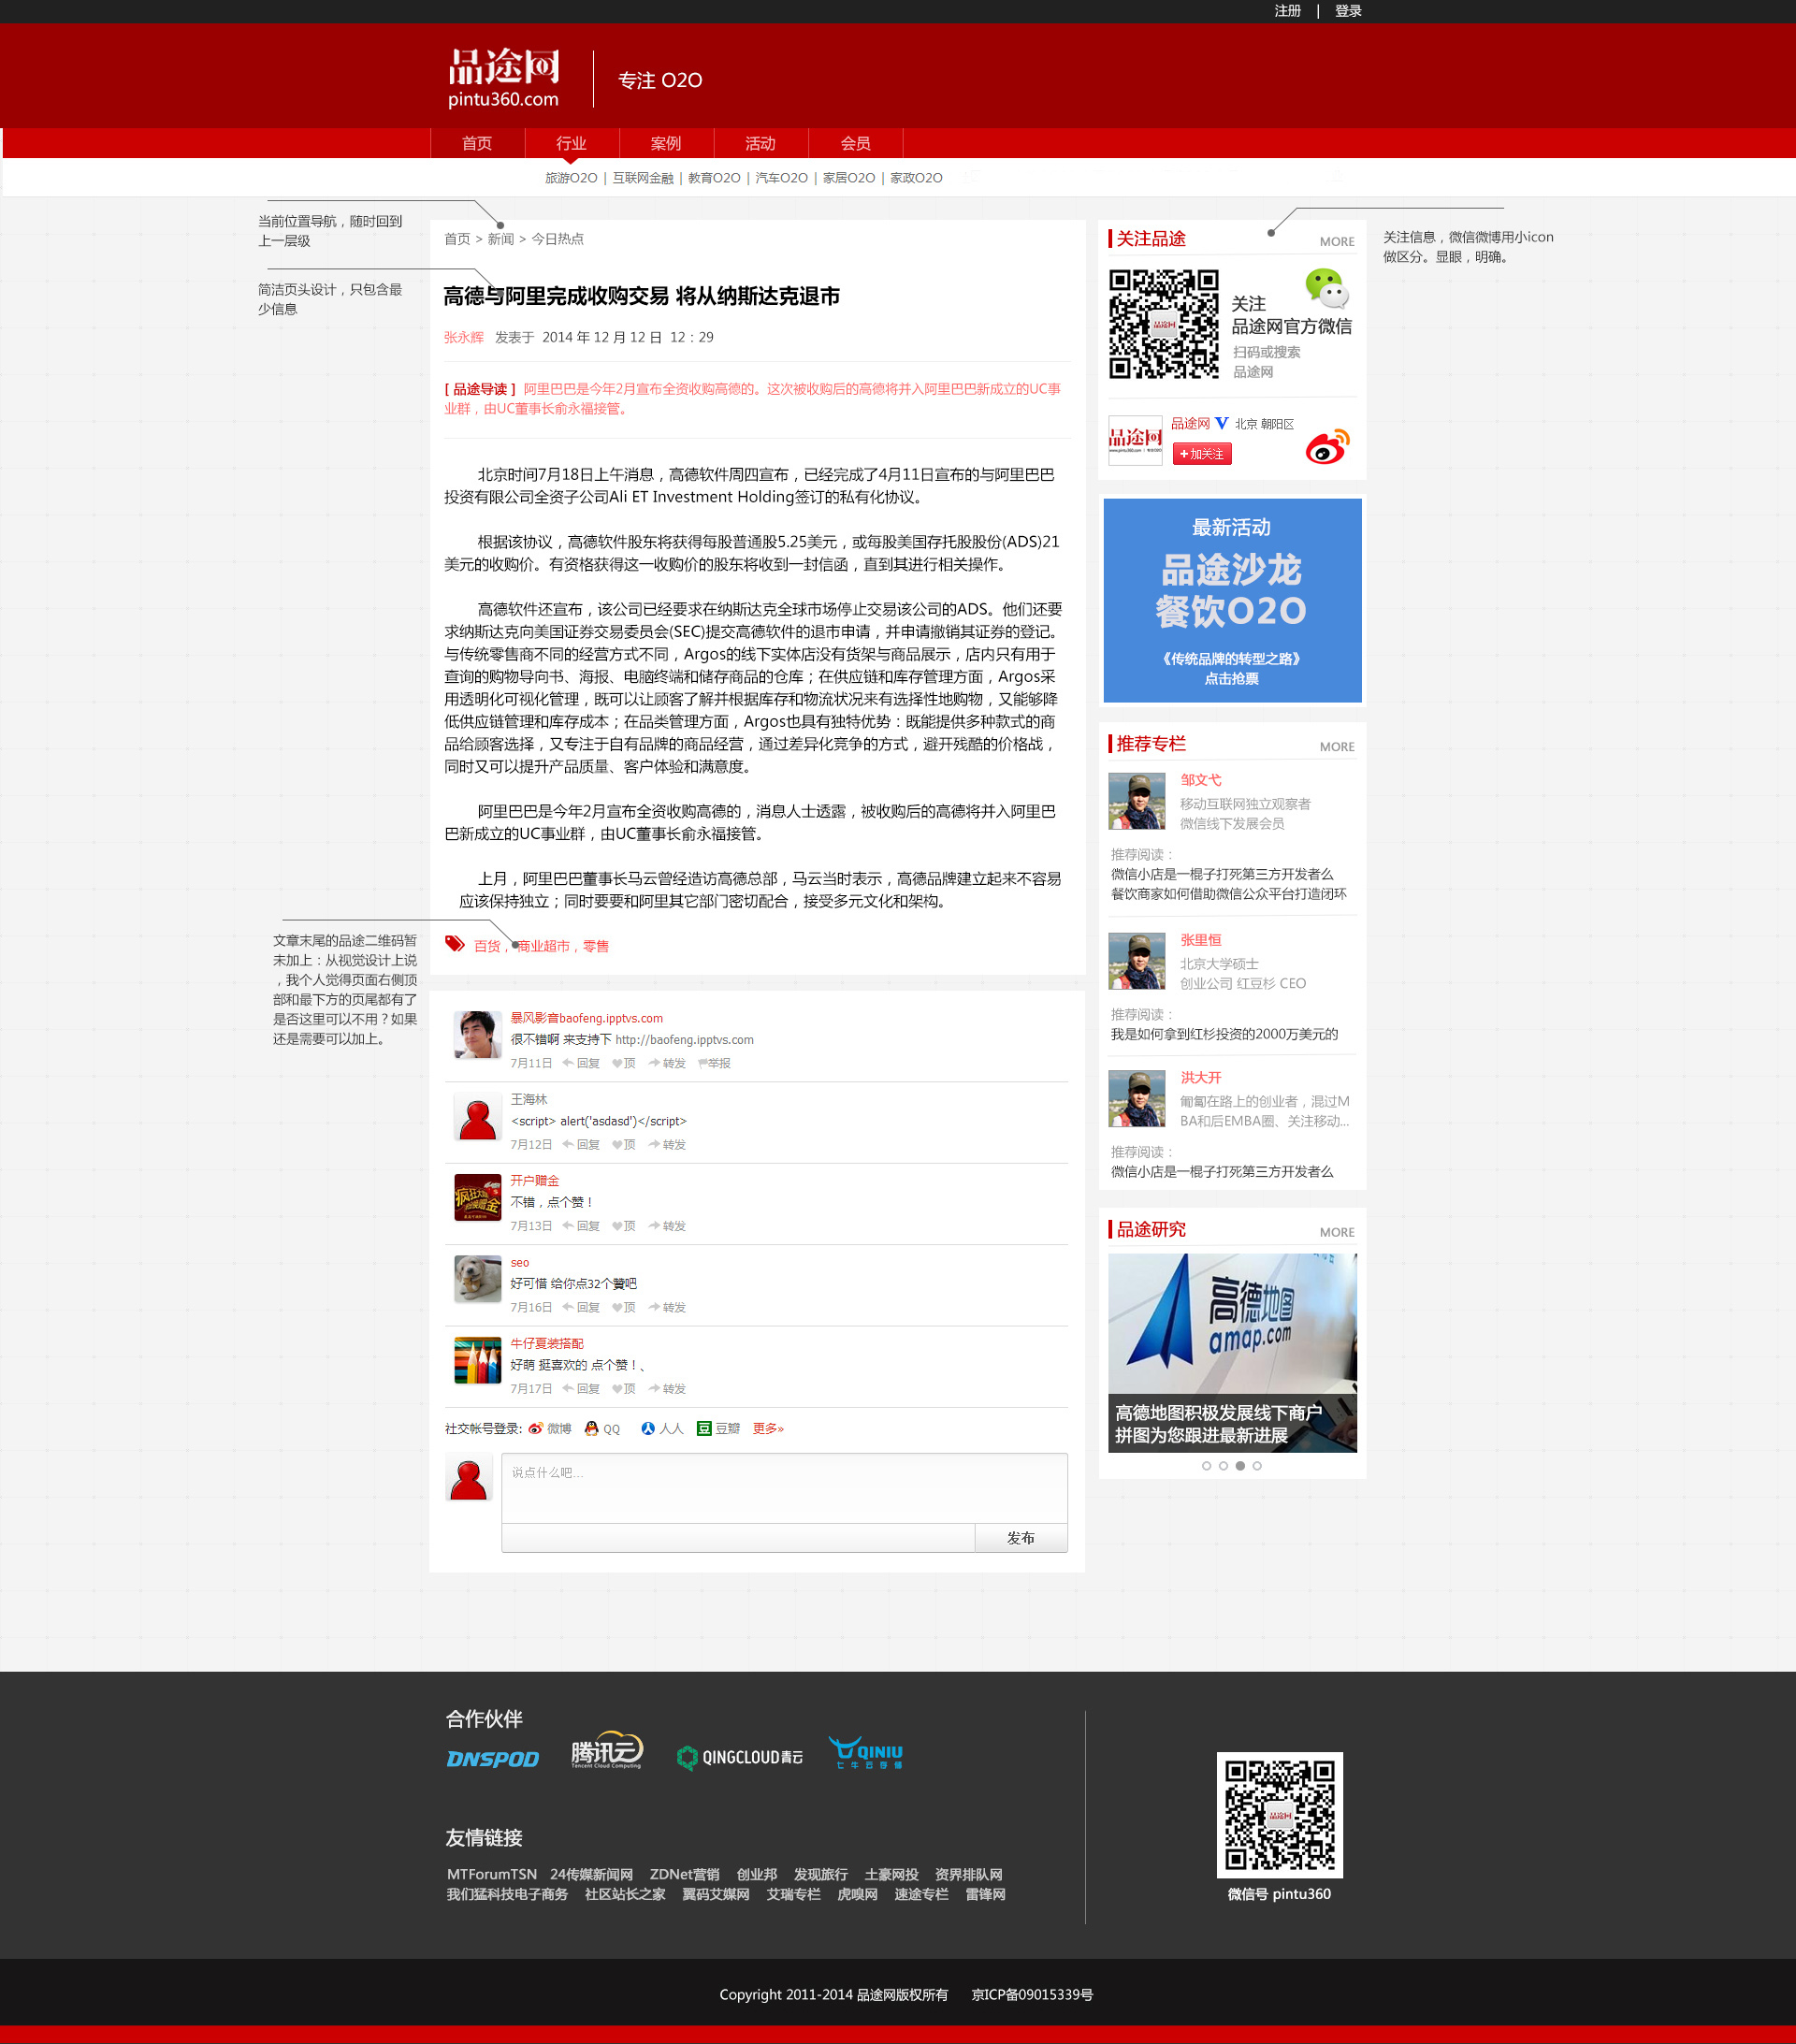 注册 | 登录
品途网
pintu360.com
专注 O2O
首页 行业 案例 活动 会员
旅游O2O | 互联网金融 | 教育O2O | 汽车O2O | 家居O2O | 家政O2O
当前位置导航，随时回到
上一层级
简洁页头设计，只包含最
少信息
首页 > 新闻 > 今日热点
高德与阿里完成收购交易 将从纳斯达克退市
张永辉 发表于 2014 年 12 月 12 日 12：29
[ 品途导读 ] 阿里巴巴是今年2月宣布全资收购高德的。这次被收购后的高德将并入阿里巴巴新成立的UC事
业群，由UC董事长俞永福接管。
北京时间7月18日上午消息，高德软件周四宣布，已经完成了4月11日宣布的与阿里巴巴
投资有限公司全资子公司Ali ET Investment Holding签订的私有化协议。
根据该协议，高德软件股东将获得每股普通股5.25美元，或每股美国存托股股份(ADS)21
美元的收购价。有资格获得这一收购价的股东将收到一封信函，直到其进行相关操作。
高德软件还宣布，该公司已经要求在纳斯达克全球市场停止交易该公司的ADS。他们还要
求纳斯达克向美国证券交易委员会(SEC)提交高德软件的退市申请，并申请撤销其证券的登记。
与传统零售商不同的经营方式不同，Argos的线下实体店没有货架与商品展示，店内只有用于
查询的购物导向书、海报、电脑终端和储存商品的仓库；在供应链和库存管理方面，Argos采
用透明化可视化管理，既可以让顾客了解并根据库存和物流状况来有选择性地购物，又能够降
低供应链管理和库存成本；在品类管理方面，Argos也具有独特优势：既能提供多种款式的商
品给顾客选择，又专注于自有品牌的商品经营，通过差异化竞争的方式，避开残酷的价格战，
同时又可以提升产品质量、客户体验和满意度。
阿里巴巴是今年2月宣布全资收购高德的，消息人士透露，被收购后的高德将并入阿里巴
巴新成立的UC事业群，由UC董事长俞永福接管。
上月，阿里巴巴董事长马云曾经造访高德总部，马云当时表示，高德品牌建立起来不容易
应该保持独立；同时要要和阿里其它部门密切配合，接受多元文化和架构。
百货，商业超市，零售
文章末尾的品途二维码暂
未加上：从视觉设计上说
，我个人觉得页面右侧顶
部和最下方的页尾都有了
是否这里可以不用？如果
还是需要可以加上。
暴风影音baofeng.ipptvs.com
很不错啊 来支持下 http://baofeng.ipptvs.com
7月11日 回复 顶 转发 举报
王海林
<script> alert('asdasd')</script>
7月12日 回复 顶 转发
开户赠金
不错，点个赞！
7月13日 回复 顶 转发
seo
好可惜 给你点32个赞吧
7月16日 回复 顶 转发
牛仔夏装搭配
好萌 挺喜欢的 点个赞！、
7月17日 回复 顶 转发
社交帐号登录: 微博 QQ 人人 豆 豆瓣 更多»
说点什么吧...
发布
关注品途 MORE
品途网
关注
品途网官方微信
扫码或搜索
品途网
品途网
品途网 V 北京 朝阳区
+加关注
关注信息，微信微博用小icon
做区分。显眼，明确。
最新活动
品途沙龙
餐饮O2O
《传统品牌的转型之路》
点击抢票
推荐专栏 MORE
邹文弋
移动互联网独立观察者
微信线下发展会员
推荐阅读：
微信小店是一棍子打死第三方开发者么
餐饮商家如何借助微信公众平台打造闭环
张里恒
北京大学硕士
创业公司 红豆杉 CEO
推荐阅读：
我是如何拿到红杉投资的2000万美元的
洪大开
匍匐在路上的创业者，混过M
BA和后EMBA圈、关注移动...
推荐阅读：
微信小店是一棍子打死第三方开发者么
品途研究 MORE
高德地图
amap.com
高德地图积极发展线下商户
拼图为您跟进最新进展
合作伙伴
DNSPOD 腾讯云 QINGCLOUD青云 QINIU
Tencent Cloud Computing 七牛云存储
友情链接
MTForumTSN 24传媒新闻网 ZDNet营销 创业邦 发现旅行 土豪网投 资界排队网
我们猛科技电子商务 社区站长之家 翼码艾媒网 艾瑞专栏 虎嗅网 速途专栏 雷锋网
品途网
微信号 pintu360
Copyright 2011-2014 品途网版权所有 京ICP备09015339号